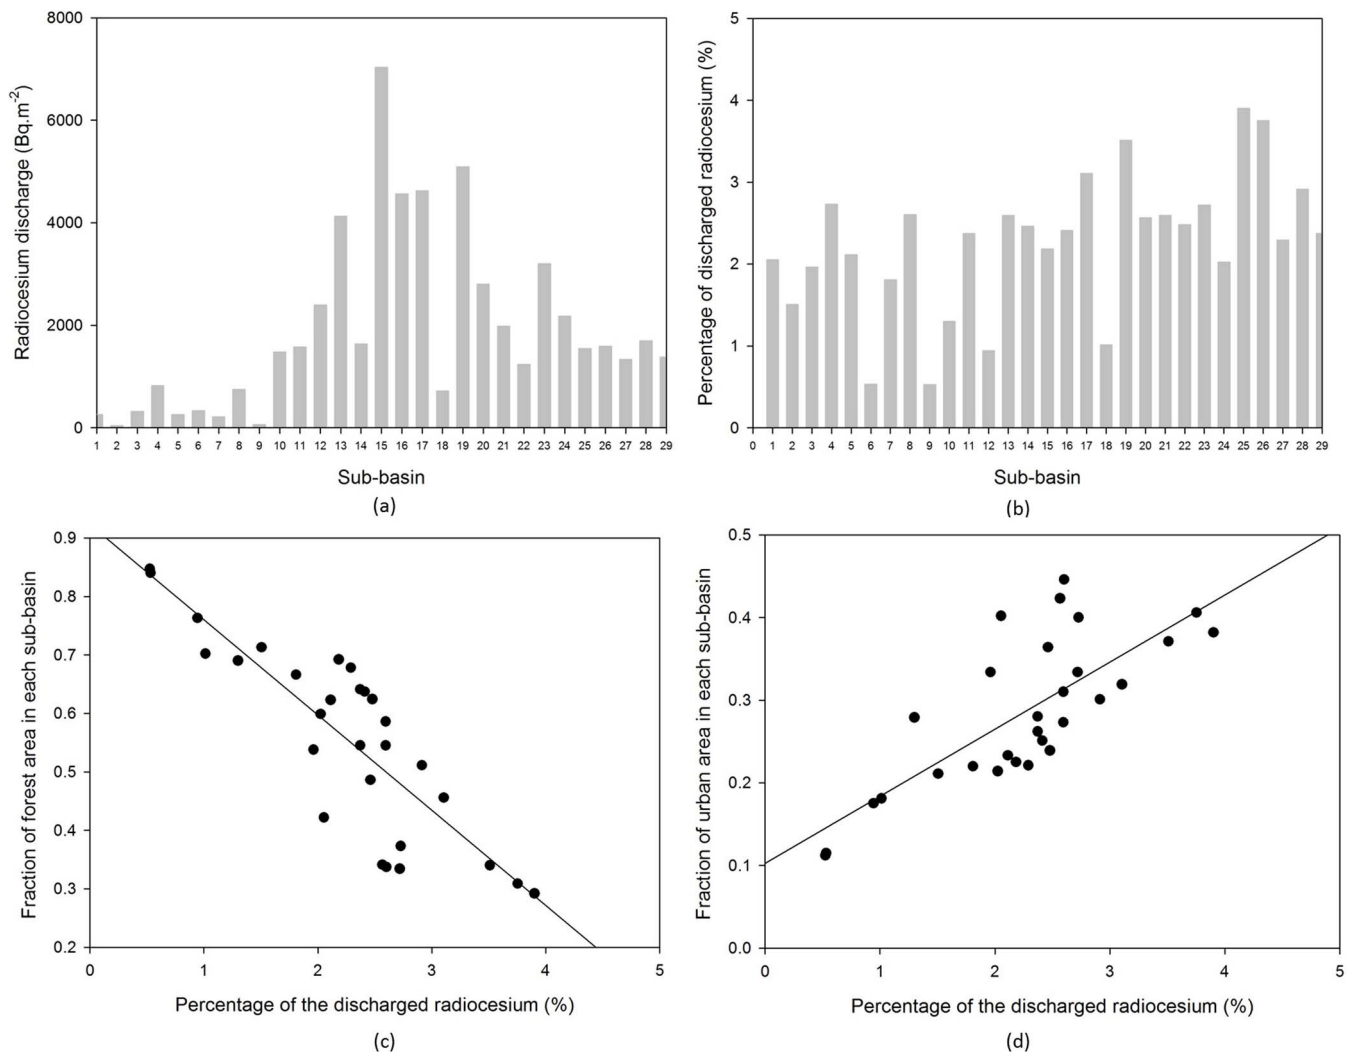 8000
6000
4000
2000
0
Radiocesium discharge (Bq.m-2)
1 2 3 4 5 6 7 8 9 10 11 12 13 14 15 16 17 18 19 20 21 22 23 24 25 26 27 28 29
Sub-basin
(a)
5
4
3
2
1
0
Percentage of discharged radiocesium (%)
0 1 2 3 4 5 6 7 8 9 10 11 12 13 14 15 16 17 18 19 20 21 22 23 24 25 26 27 28 29
Sub-basin
(b)
0.9
0.8
0.7
0.6
0.5
0.4
0.3
0.2
Fraction of forest area in each sub-basin
0 1 2 3 4 5
Percentage of the discharged radiocesium (%)
(c)
0.5
0.4
0.3
0.2
0.1
0.0
Fraction of urban area in each sub-basin
0 1 2 3 4 5
Percentage of the discharged radiocesium (%)
(d)